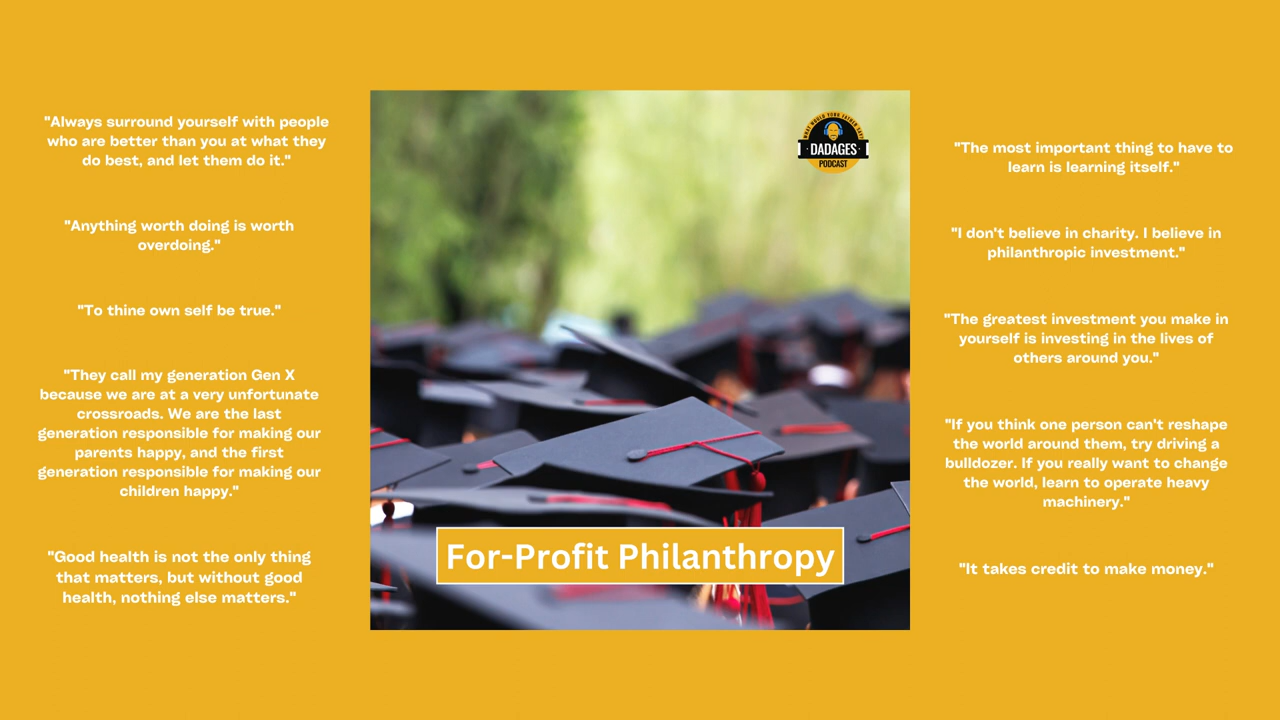 "Always surround yourself with people
who are better than you at what they
do best, and let them do it."
"Anything worth doing is worth
overdoing."
"To thine own self be true."
"They call my generation Gen X
because we are at a very unfortunate
crossroads. We are the last
generation responsible for making our
parents happy, and the first
generation responsible for making our
children happy."
"Good health is not the only thing
that matters, but without good
health, nothing else matters."
WHAT WOULD YOUR FATHER SAY?
DADAGES
PODCAST
For-Profit Philanthropy
"The most important thing to have to
learn is learning itself."
"I don't believe in charity. I believe in
philanthropic investment."
"The greatest investment you make in
yourself is investing in the lives of
others around you."
"If you think one person can't reshape
the world around them, try driving a
bulldozer. If you really want to change
the world, learn to operate heavy
machinery."
"It takes credit to make money."